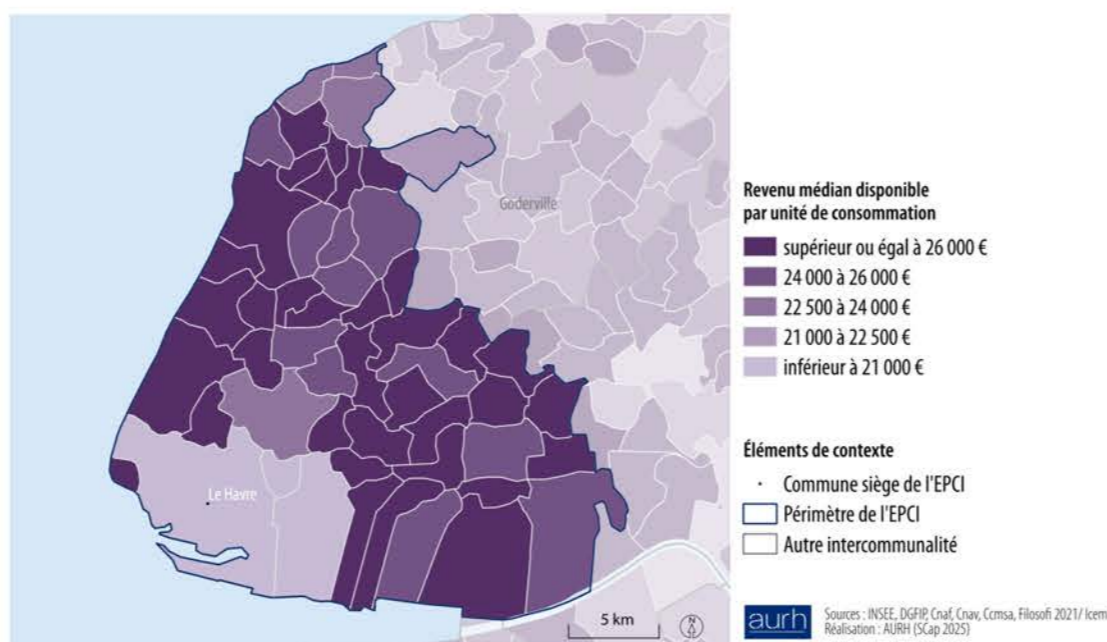 Goderville
Le Havre
5 km
N
Revenu médian disponible
par unité de consommation
supérieur ou égal à 26 000 €
24 000 à 26 000 €
22 500 à 24 000 €
21 000 à 22 500 €
inférieur à 21 000 €
Éléments de contexte
Commune siège de l'EPCI
Périmètre de l'EPCI
Autre intercommunalité
aurh
Sources : INSEE, DGFIP, Cnaf, Cnav, Ccmsa, Filosofi 2021/ Icem
Réalisation : AURH (SCap 2025)